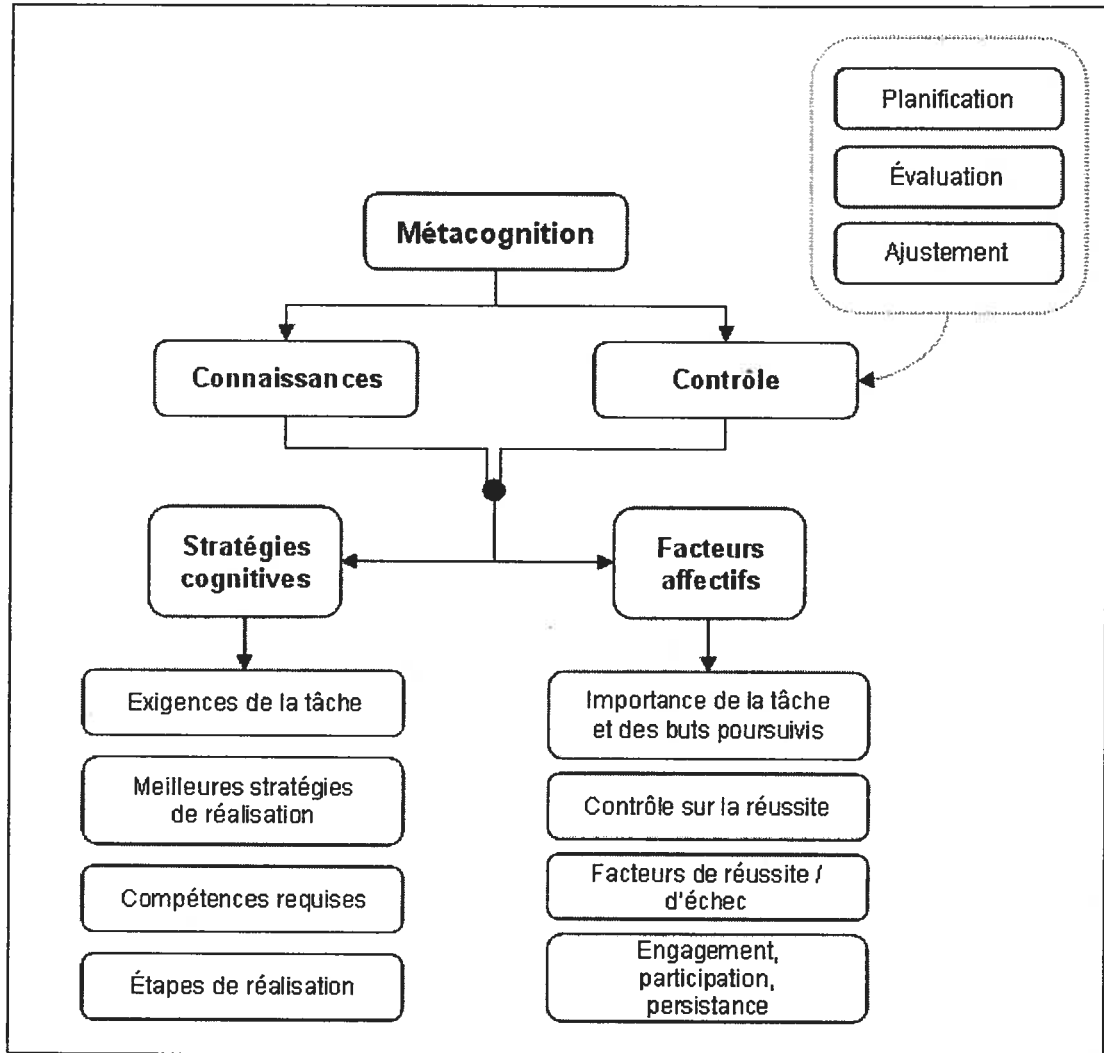 Planification
Évaluation
Ajustement
Métacognition
Connaissances
Contrôle
Stratégies
cognitives
Facteurs
affectifs
Exigences de la tâche
Meilleures stratégies
de réalisation
Compétences requises
Étapes de réalisation
Importance de la tâche
et des buts poursuivis
Contrôle sur la réussite
Facteurs de réussite /
d'échec
Engagement,
participation,
persistance